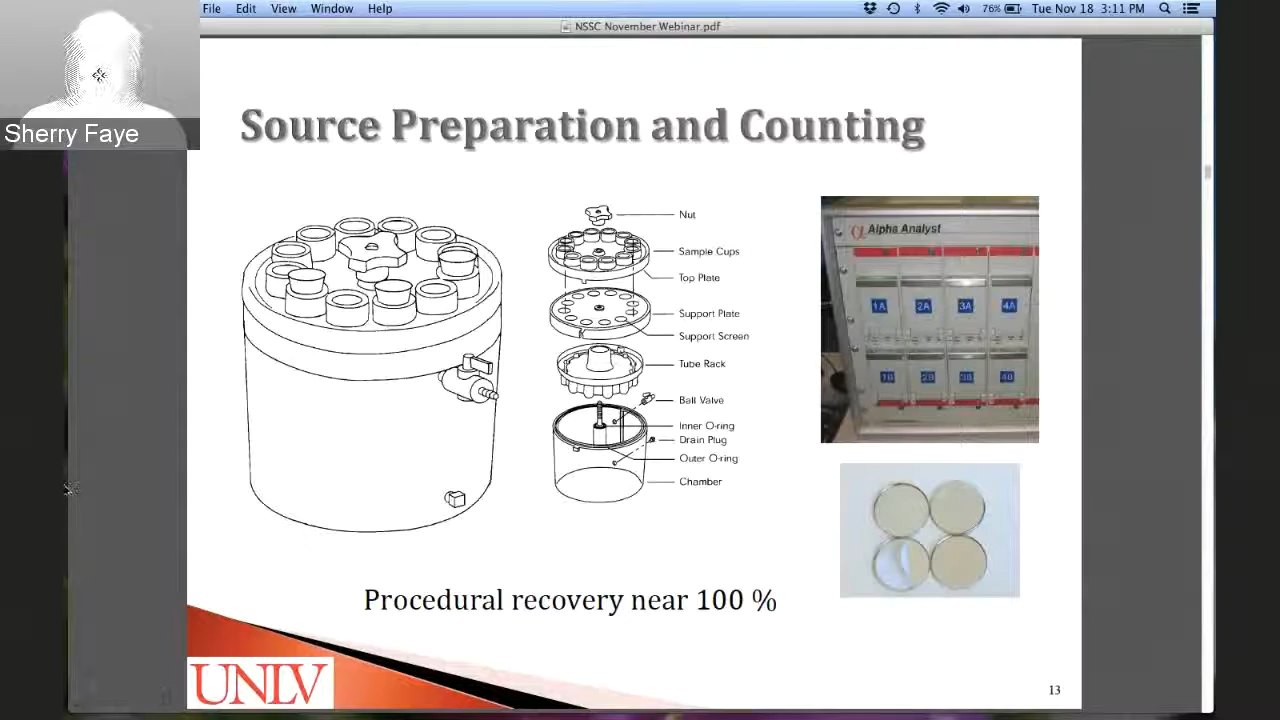 File Edit View Window Help
76% Tue Nov 18 3:11 PM
NSSC November Webinar.pdf
Sherry Faye
Source Preparation and Counting
Nut
Sample Cups
Top Plate
Support Plate
Support Screen
Tube Rack
Ball Valve
Inner O-ring
Drain Plug
Outer O-ring
Chamber
α Alpha Analyst
1A 2A 3A 4A
1B 2B 3B 4B
Procedural recovery near 100 %
UNLV
13